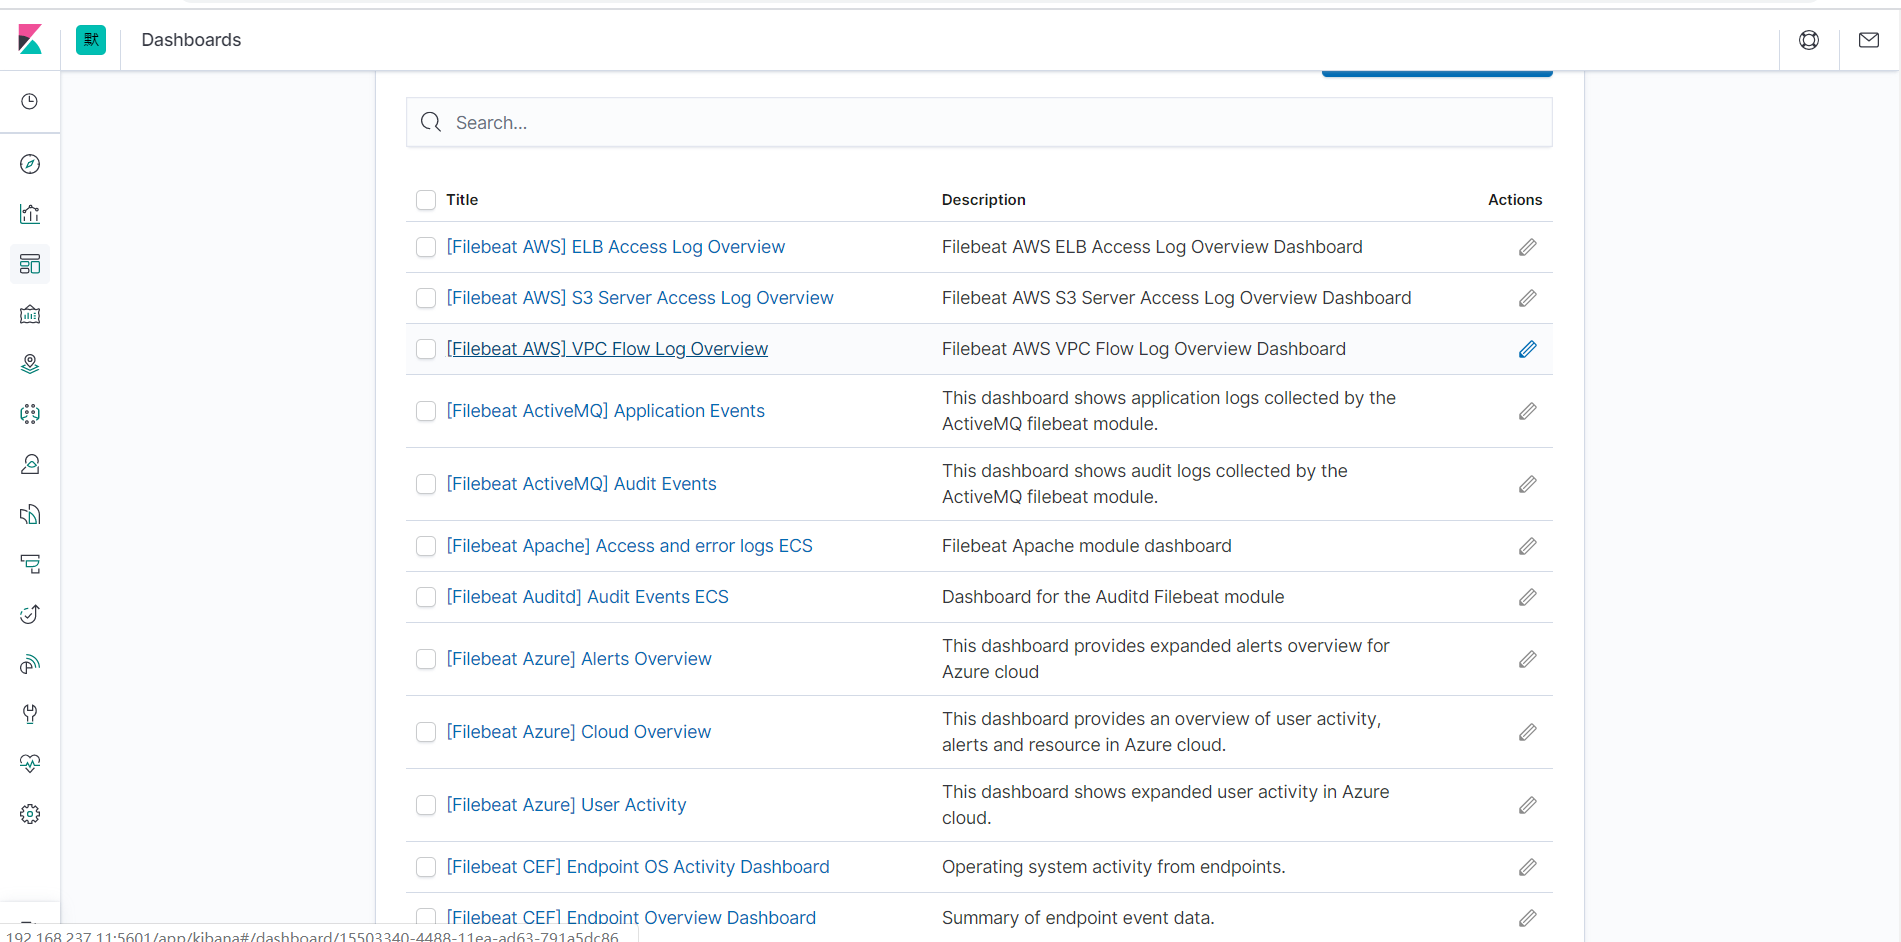 默 Dashboards
Search...
Title Description Actions
[Filebeat AWS] ELB Access Log Overview Filebeat AWS ELB Access Log Overview Dashboard
[Filebeat AWS] S3 Server Access Log Overview Filebeat AWS S3 Server Access Log Overview Dashboard
[Filebeat AWS] VPC Flow Log Overview Filebeat AWS VPC Flow Log Overview Dashboard
[Filebeat ActiveMQ] Application Events This dashboard shows application logs collected by the
ActiveMQ filebeat module.
[Filebeat ActiveMQ] Audit Events This dashboard shows audit logs collected by the
ActiveMQ filebeat module.
[Filebeat Apache] Access and error logs ECS Filebeat Apache module dashboard
[Filebeat Auditd] Audit Events ECS Dashboard for the Auditd Filebeat module
[Filebeat Azure] Alerts Overview This dashboard provides expanded alerts overview for
Azure cloud
[Filebeat Azure] Cloud Overview This dashboard provides an overview of user activity,
alerts and resource in Azure cloud.
[Filebeat Azure] User Activity This dashboard shows expanded user activity in Azure
cloud.
[Filebeat CEF] Endpoint OS Activity Dashboard Operating system activity from endpoints.
[Filebeat CEF] Endpoint Overview Dashboard Summary of endpoint event data.
192.168.237.11:5601/app/kibana#/dashboard/15503340-4488-11ea-ad63-791a5dc86...